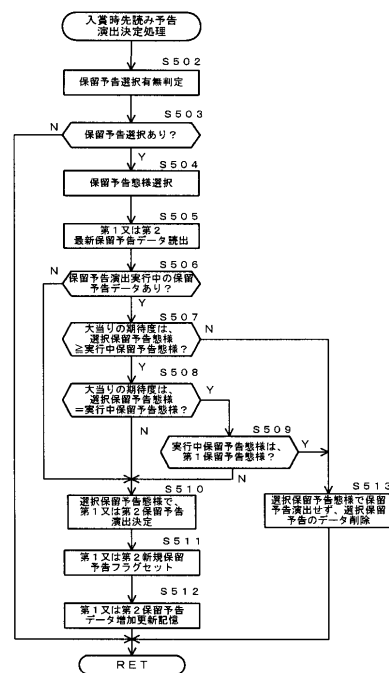 入賞時先読み予告
演出決定処理
S502
保留予告選択有無判定
S503
N
保留予告選択あり?
Y
S504
保留予告態様選択
S505
第1又は第2
最新保留予告データ読出
S506
N
保留予告演出実行中の保留
予告データあり?
Y
S507
大当りの期待度は、
選択保留予告態様
≧実行中保留予告態様?
N
Y
S508
大当りの期待度は、
選択保留予告態様
=実行中保留予告態様?
Y
N
S509
実行中保留予告態様は、
第1保留予告態様?
Y
N
S510
選択保留予告態様で、
第1又は第2保留予告
演出決定
S513
選択保留予告態様で保留
予告演出せず、選択保留
予告のデータ削除
S511
第1又は第2新規保留
予告フラグセット
S512
第1又は第2保留予告
データ増加更新記憶
RET